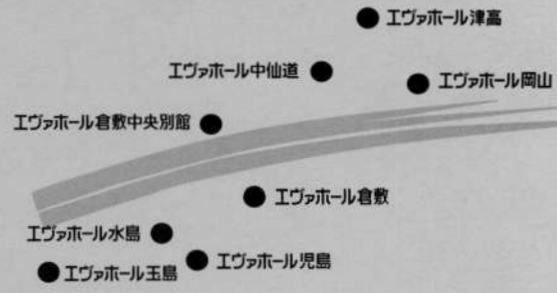 エヴァホール津高
エヴァホール中仙道
エヴァホール岡山
エヴァホール倉敷中央別館
エヴァホール倉敷
エヴァホール水島
エヴァホール児島
エヴァホール玉島